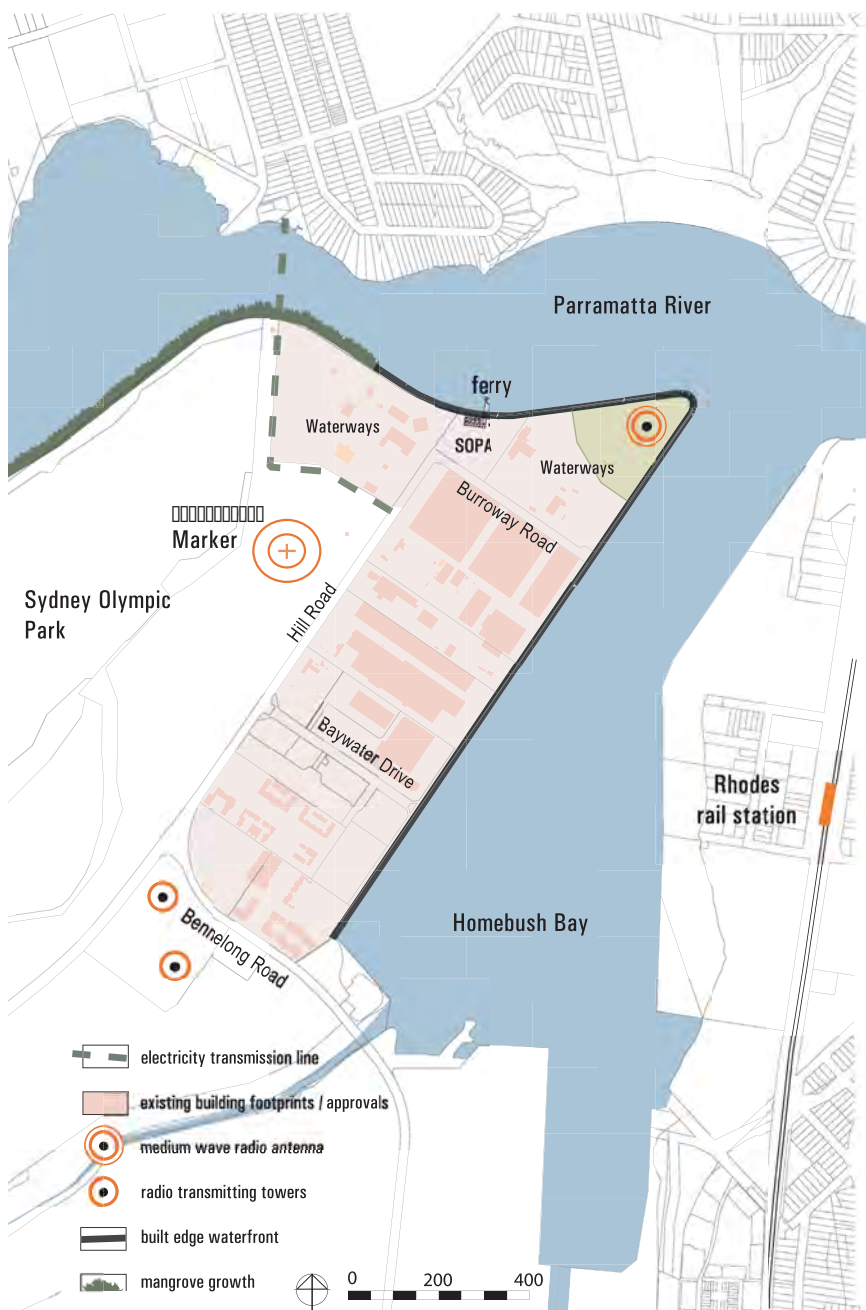 Parramatta River
ferry
SOPA
Waterways
Waterways
Burroway Road
Marker
Sydney Olympic
Park
Hill Road
Baywater Drive
Rhodes
rail station
Homebush Bay
Bennelong Road
electricity transmission line
existing building footprints / approvals
medium wave radio antenna
radio transmitting towers
built edge waterfront
mangrove growth
0 200 400